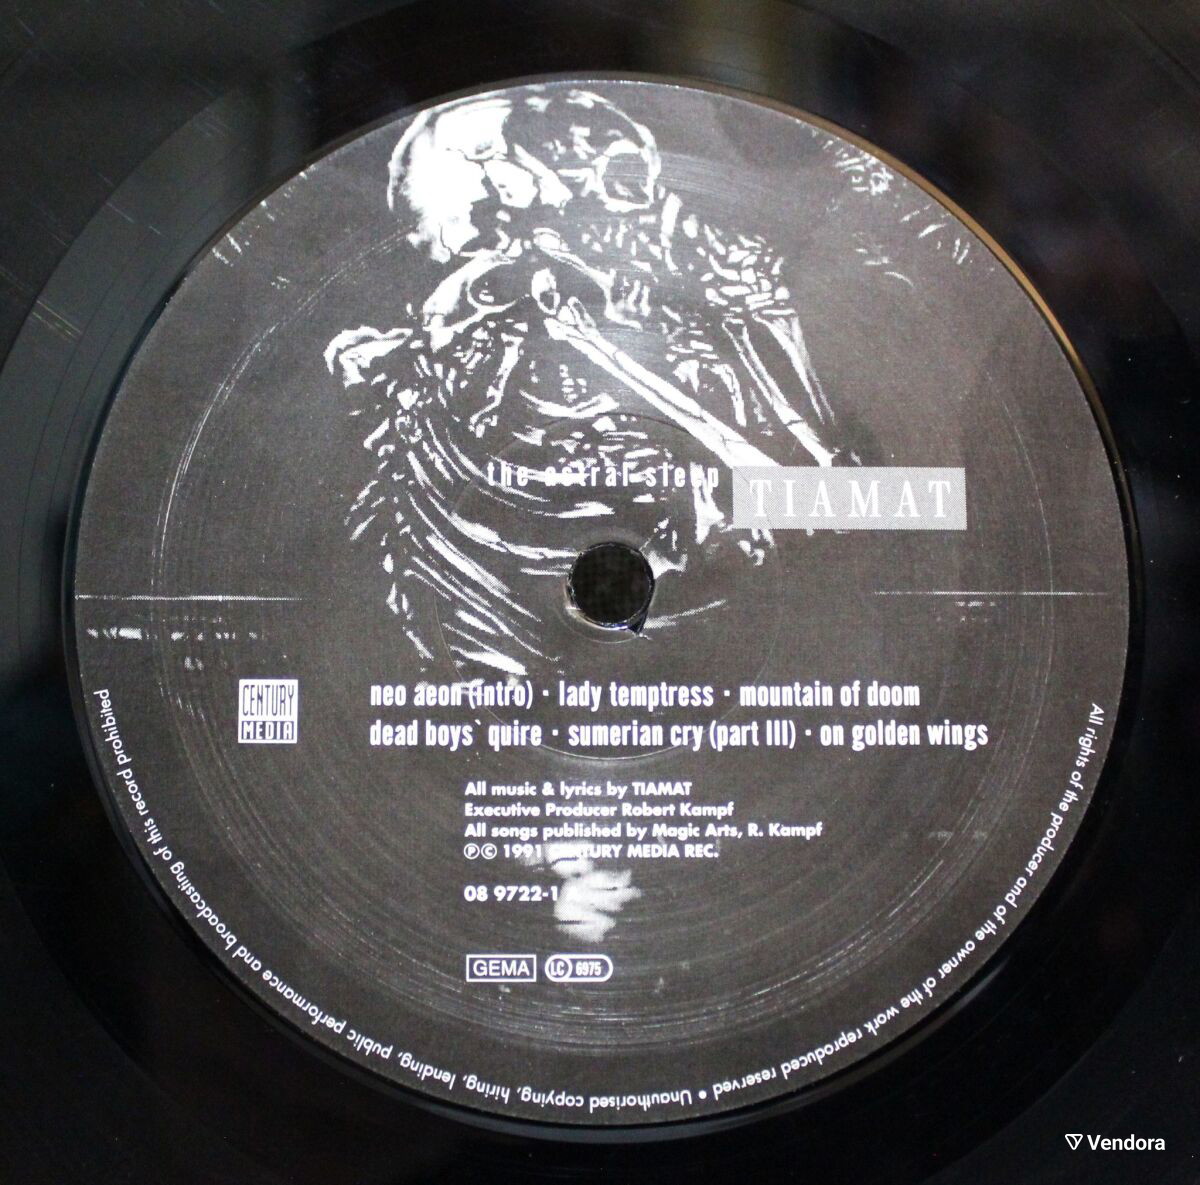 the astral sleep
TIAMAT
CENTURY
MEDIA
neo aeon (intro) · lady temptress · mountain of doom
dead boys` quire · sumerian cry (part III) · on golden wings
All music & lyrics by TIAMAT
Executive Producer Robert Kampf
All songs published by Magic Arts, R. Kampf
℗© 1991 CENTURY MEDIA REC.
08 9722-1
GEMA LC 6975
All rights of the producer and of the owner of the work reproduced reserved • Unauthorised copying, hiring, lending, public performance and broadcasting of this record prohibited
Vendora